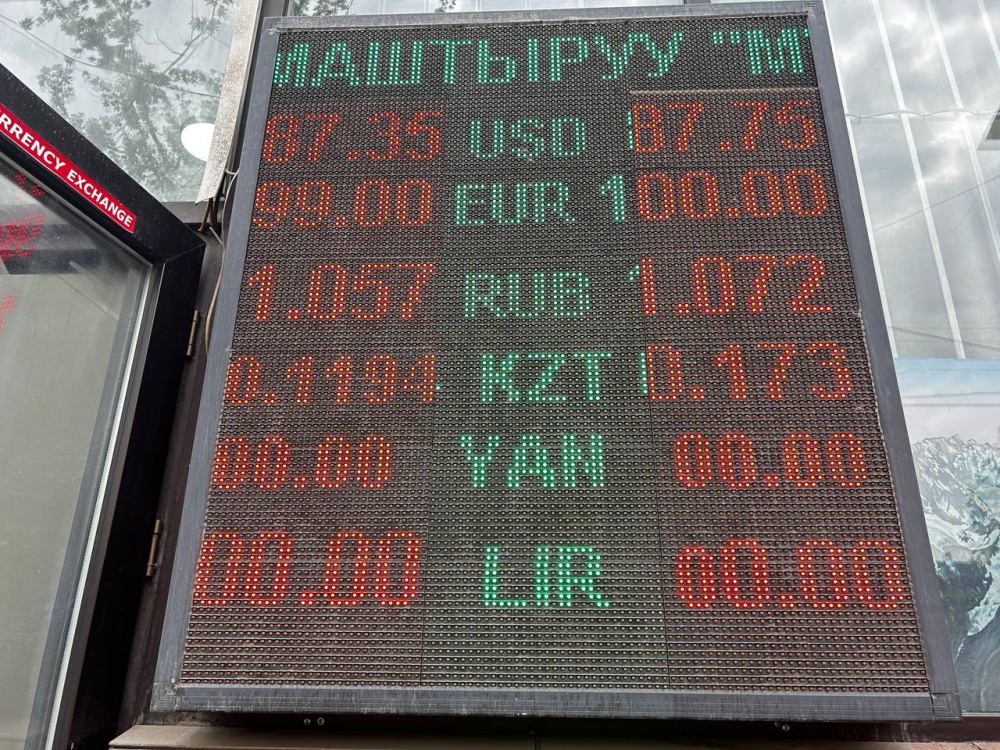 МАШТЫРУУ "М
RRENCY EXCHANGE
87.35 USD 87.75
99.00 EUR 100.00
1.057 RUB 1.072
0.1194 KZT 0.173
00.00 YAN 00.00
00.00 LIR 00.00